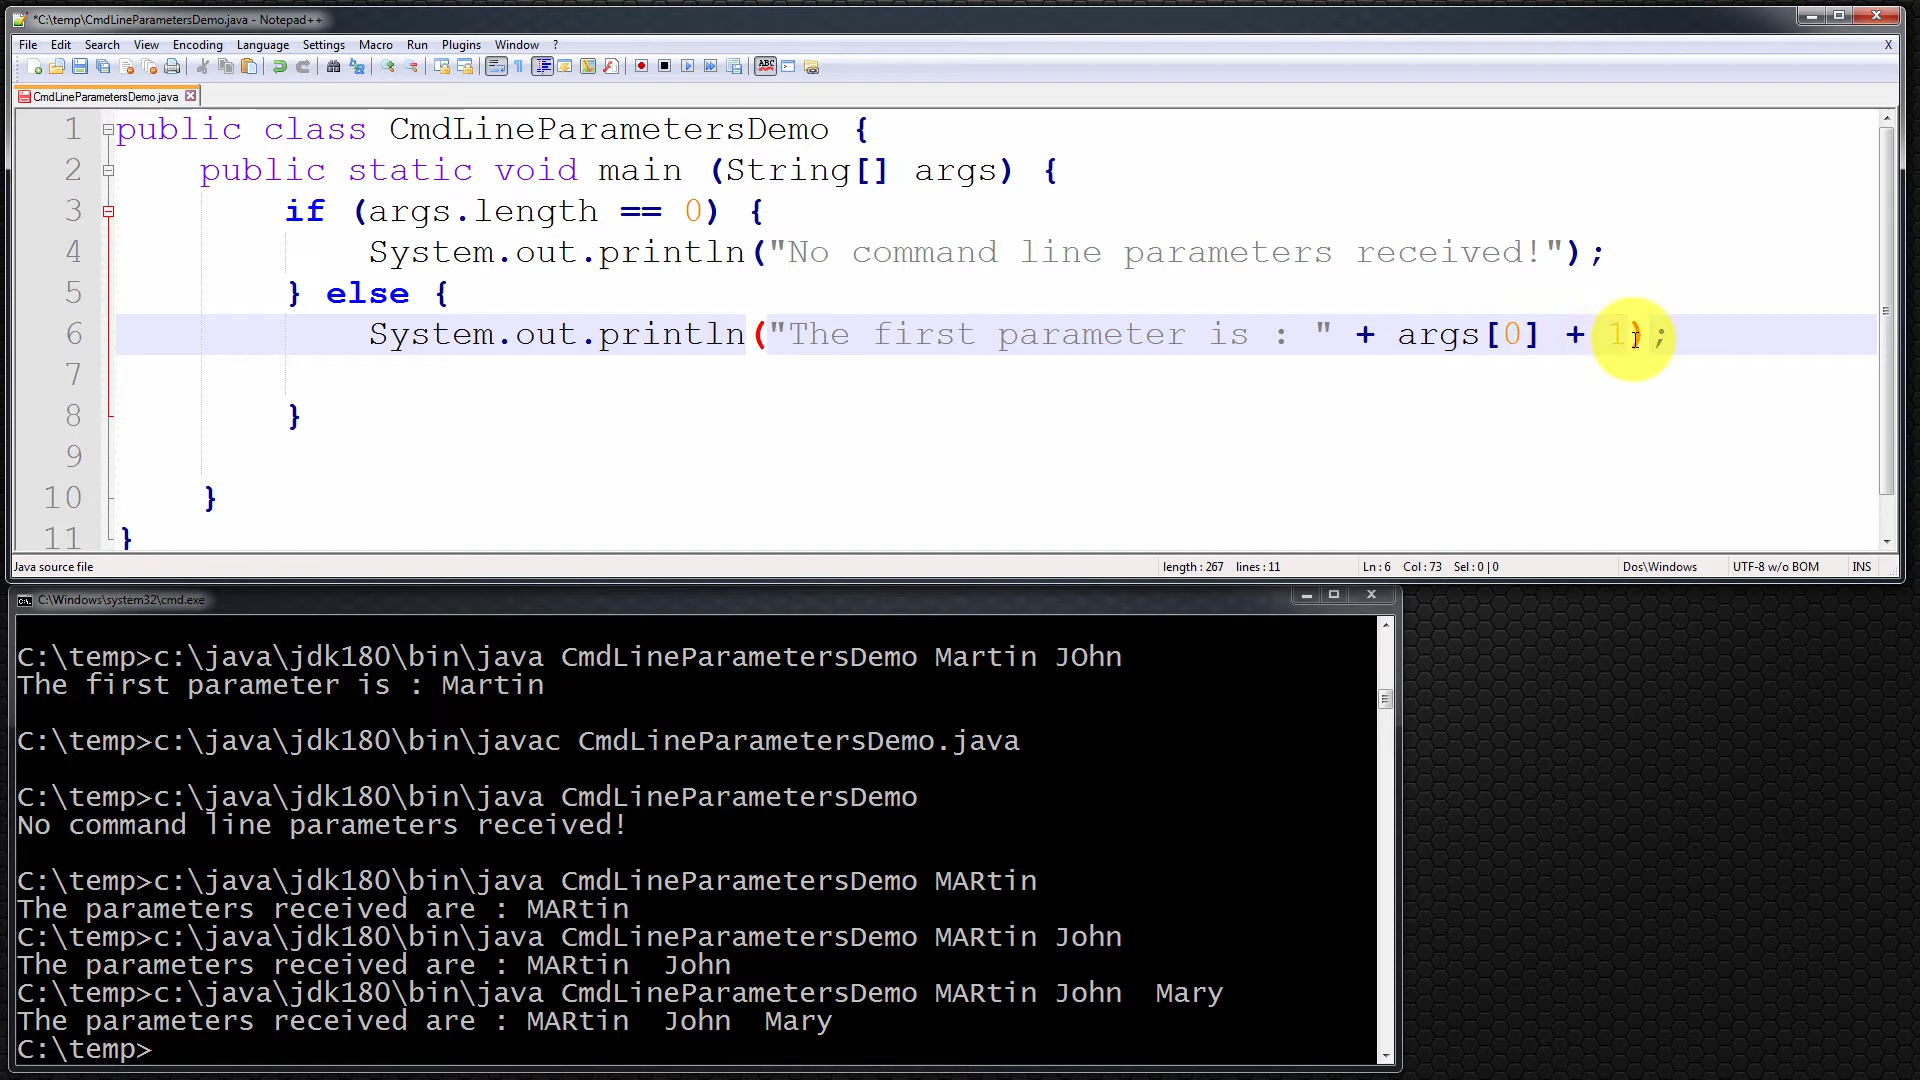 *C:\temp\CmdLineParametersDemo.java - Notepad++
File Edit Search View Encoding Language Settings Macro Run Plugins Window ? X
ABC
CmdLineParametersDemo.java
1 public class CmdLineParametersDemo {
2 public static void main (String[] args) {
3 if (args.length == 0) {
4 System.out.println("No command line parameters received!");
5 } else {
6 System.out.println("The first parameter is : " + args[0] + 1);
7
8 }
9
10 }
11 }
Java source file length : 267 lines : 11 Ln : 6 Col : 73 Sel : 0 | 0 Dos\Windows UTF-8 w/o BOM INS
C:\Windows\system32\cmd.exe
C:\temp>c:\java\jdk180\bin\java CmdLineParametersDemo Martin JOhn
The first parameter is : Martin
C:\temp>c:\java\jdk180\bin\javac CmdLineParametersDemo.java
C:\temp>c:\java\jdk180\bin\java CmdLineParametersDemo
No command line parameters received!
C:\temp>c:\java\jdk180\bin\java CmdLineParametersDemo MARtin
The parameters received are : MARtin
C:\temp>c:\java\jdk180\bin\java CmdLineParametersDemo MARtin John
The parameters received are : MARtin  John
C:\temp>c:\java\jdk180\bin\java CmdLineParametersDemo MARtin John  Mary
The parameters received are : MARtin  John  Mary
C:\temp>